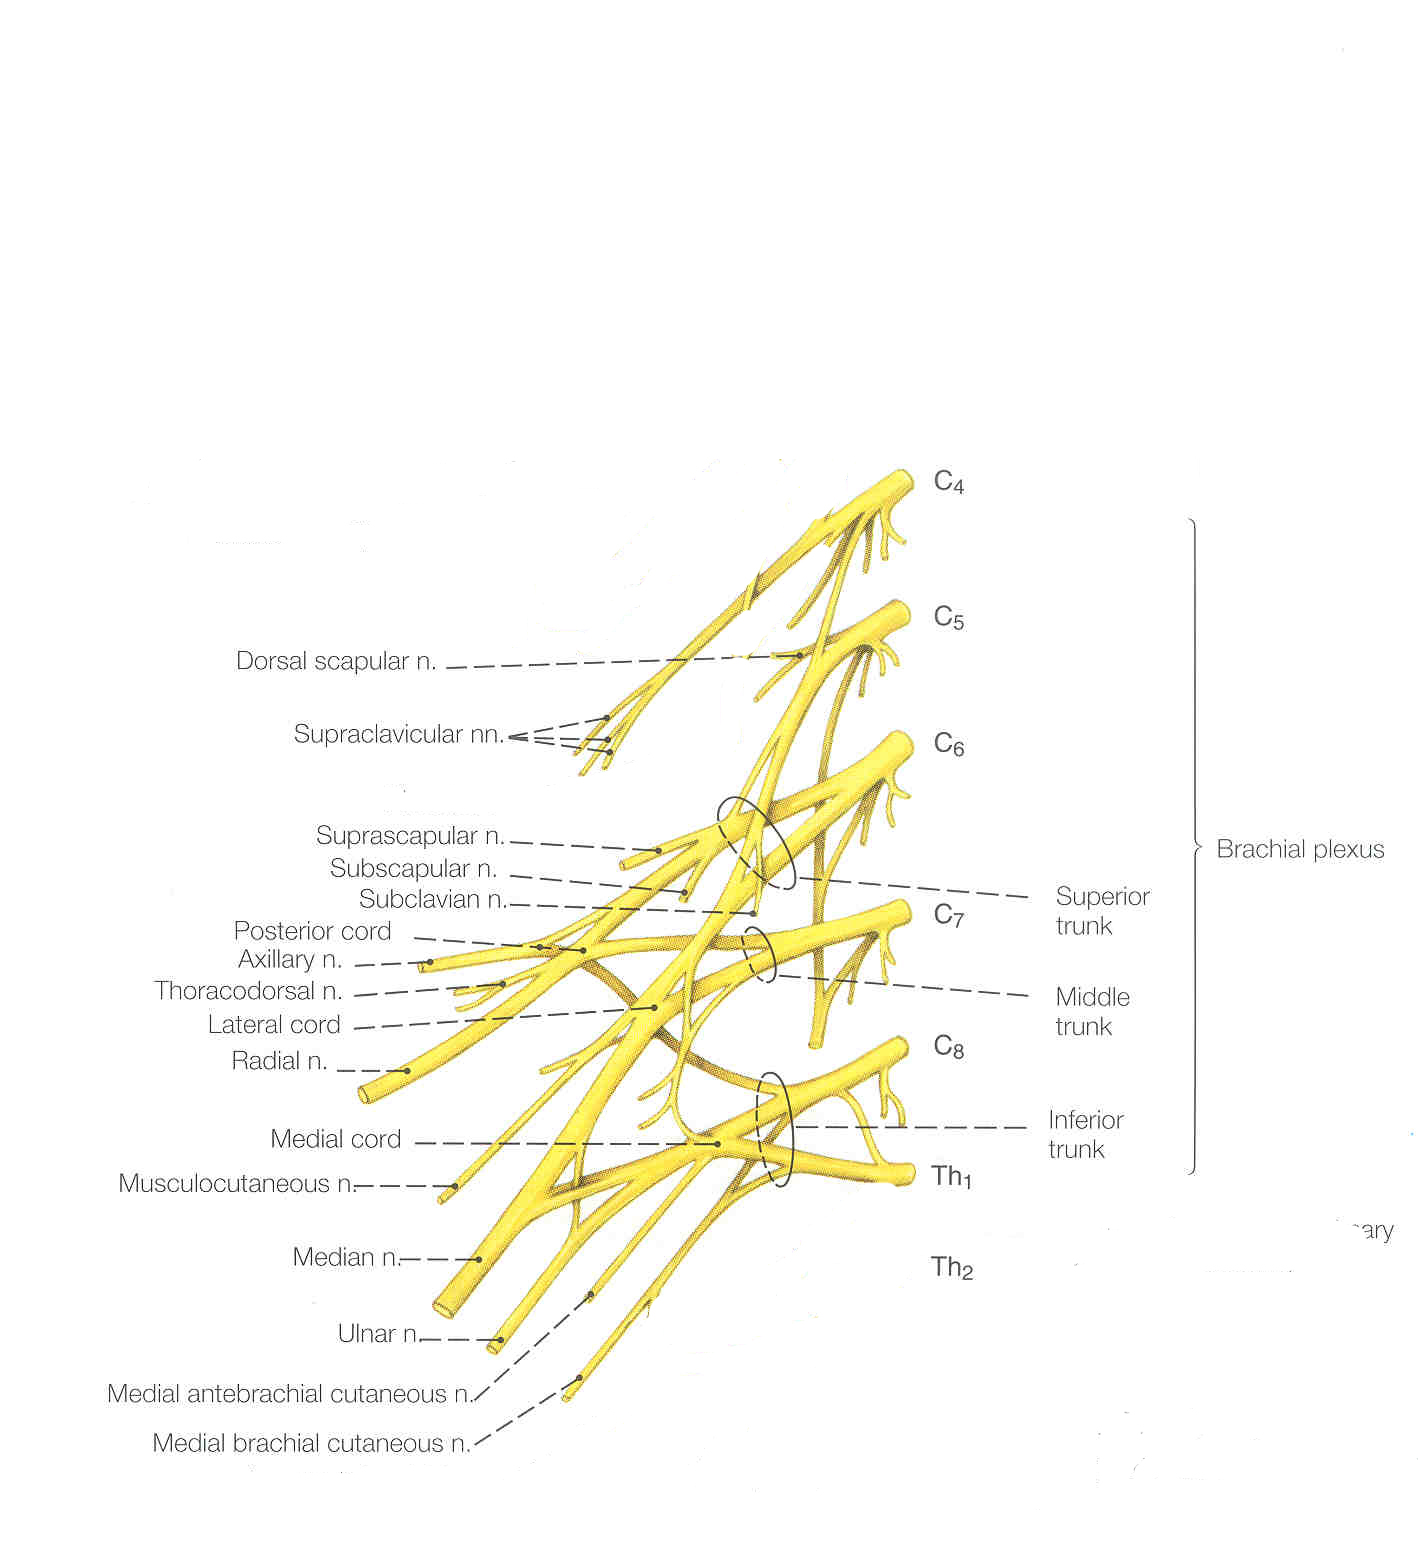 C4
C5
Dorsal scapular n.
Supraclavicular nn.
C6
Suprascapular n.
Brachial plexus
Subscapular n.
Superior
trunk
Subclavian n.
C7
Posterior cord
Axillary n.
Thoracodorsal n.
Middle
trunk
Lateral cord
C8
Radial n.
Inferior
trunk
Medial cord
Th1
Musculocutaneous n.
ary
Median n.
Th2
Ulnar n.
Medial antebrachial cutaneous n.
Medial brachial cutaneous n.